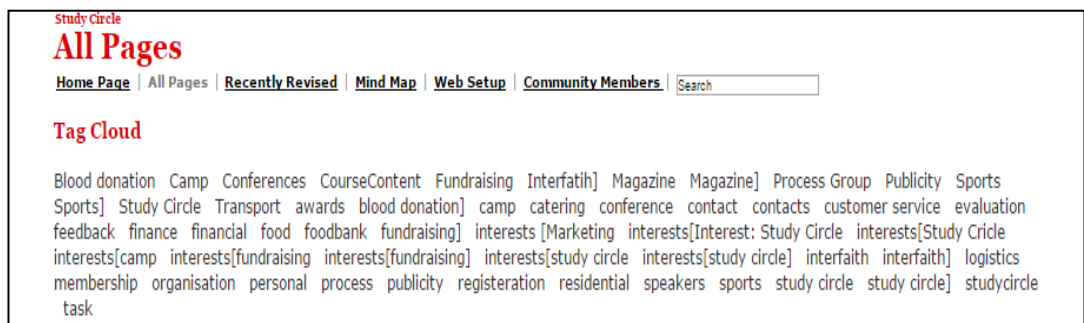 Study Circle
All Pages
Home Page | All Pages | Recently Revised | Mind Map | Web Setup | Community Members | Search
Tag Cloud
Blood donation Camp Conferences CourseContent Fundraising Interfatih] Magazine Magazine] Process Group Publicity Sports
Sports] Study Circle Transport awards blood donation] camp catering conference contact contacts customer service evaluation
feedback finance financial food foodbank fundraising] interests [Marketing interests[Interest: Study Circle interests[Study Cricle
interests[camp interests[fundraising interests[fundraising] interests[study circle interests[study circle] interfaith interfaith] logistics
membership organisation personal process publicity registeration residential speakers sports study circle study circle] studycircle
task